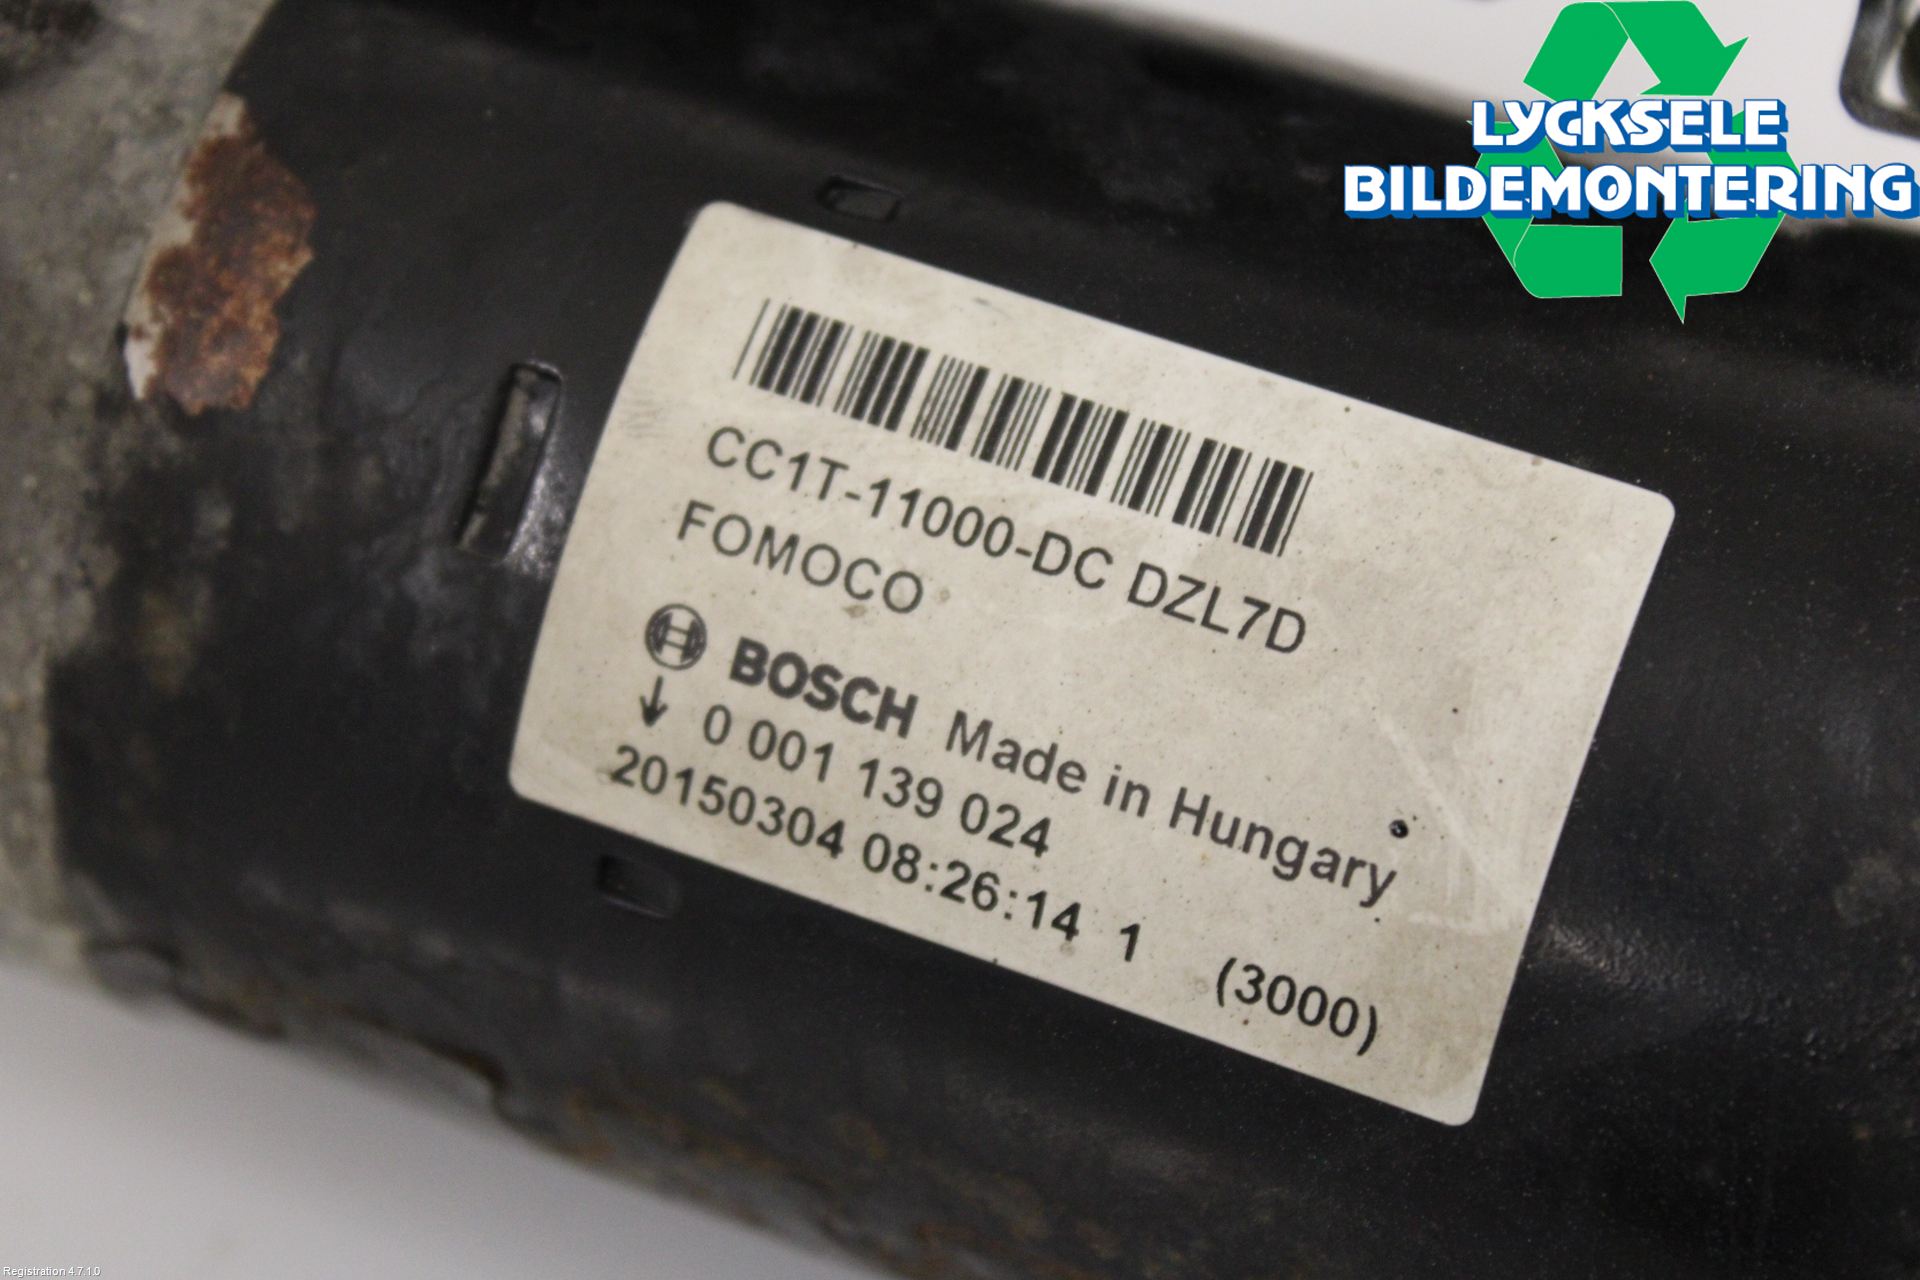 LYCKSELE
BILDEMONTERING
CC1T-11000-DC DZL7D
FOMOCO
BOSCH Made in Hungary
0 001 139 024
20150304 08:26:14 1 (3000)
Registration 4.7.1.0